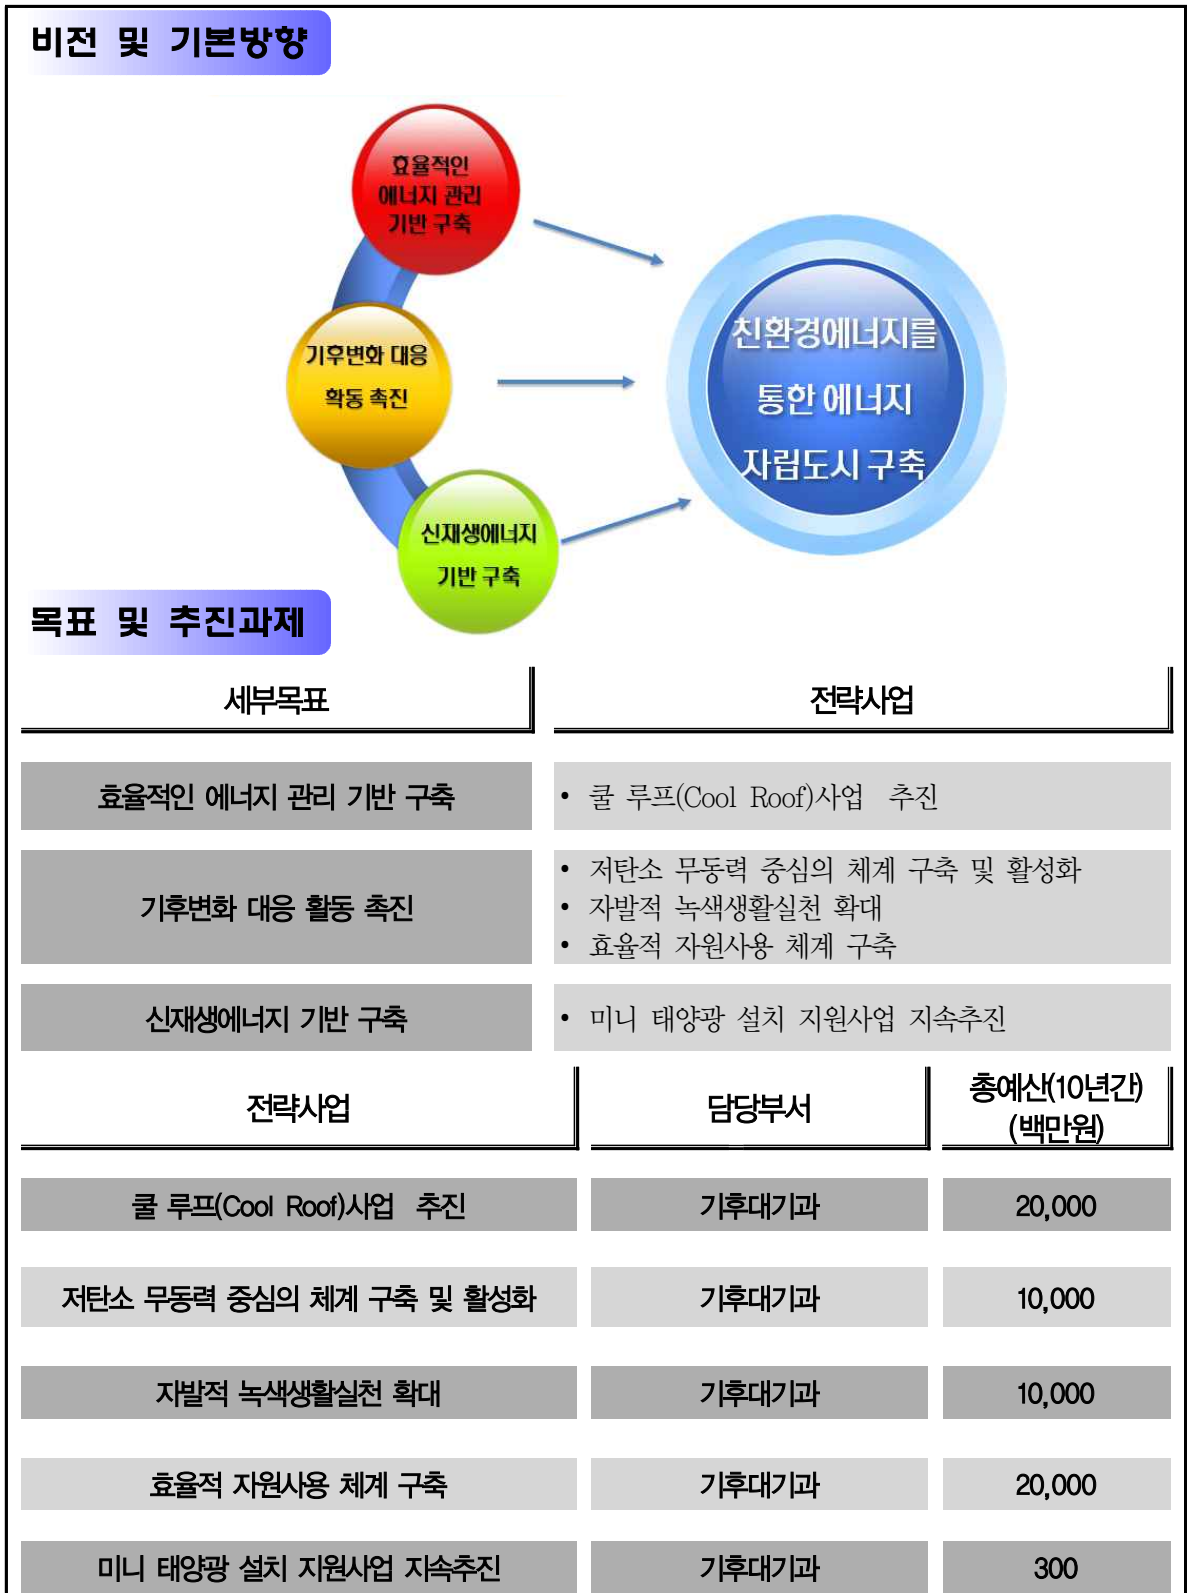 비전 및 기본방향
효율적인
에너지 관리
기반 구축
기후변화 대응
확동 촉진
신재생에너지
기반 구축
친환경에너지를
통한 에너지
자립도시 구축
목표 및 추진과제
세부목표 전략사업
효율적인 에너지 관리 기반 구축 • 쿨 루프(Cool Roof)사업 추진
기후변화 대응 활동 촉진
• 저탄소 무동력 중심의 체계 구축 및 활성화
• 자발적 녹색생활실천 확대
• 효율적 자원사용 체계 구축
신재생에너지 기반 구축 • 미니 태양광 설치 지원사업 지속추진
전략사업 담당부서 총예산(10년간)
(백만원)
쿨 루프(Cool Roof)사업 추진 기후대기과 20,000
저탄소 무동력 중심의 체계 구축 및 활성화 기후대기과 10,000
자발적 녹색생활실천 확대 기후대기과 10,000
효율적 자원사용 체계 구축 기후대기과 20,000
미니 태양광 설치 지원사업 지속추진 기후대기과 300